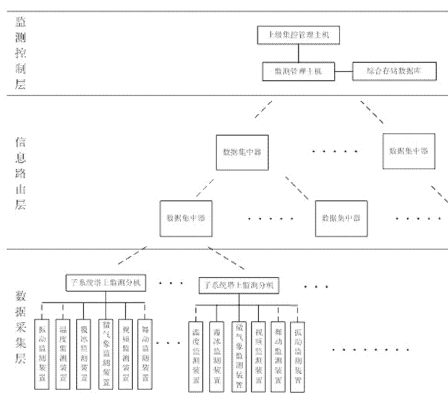 监测控制层
上级集控管理主机
监测管理主机
综合存储数据库
信息路由层
数据集中器
数据集中器
数据集中器
数据集中器
数据采集层
子系统塔上监测分机
子系统塔上监测分机
振动监测装置
温度监测装置
覆冰监测装置
微气象监测装置
视频监测装置
舞动监测装置
温度监测装置
覆冰监测装置
微气象监测装置
视频监测装置
舞动监测装置
振动监测装置